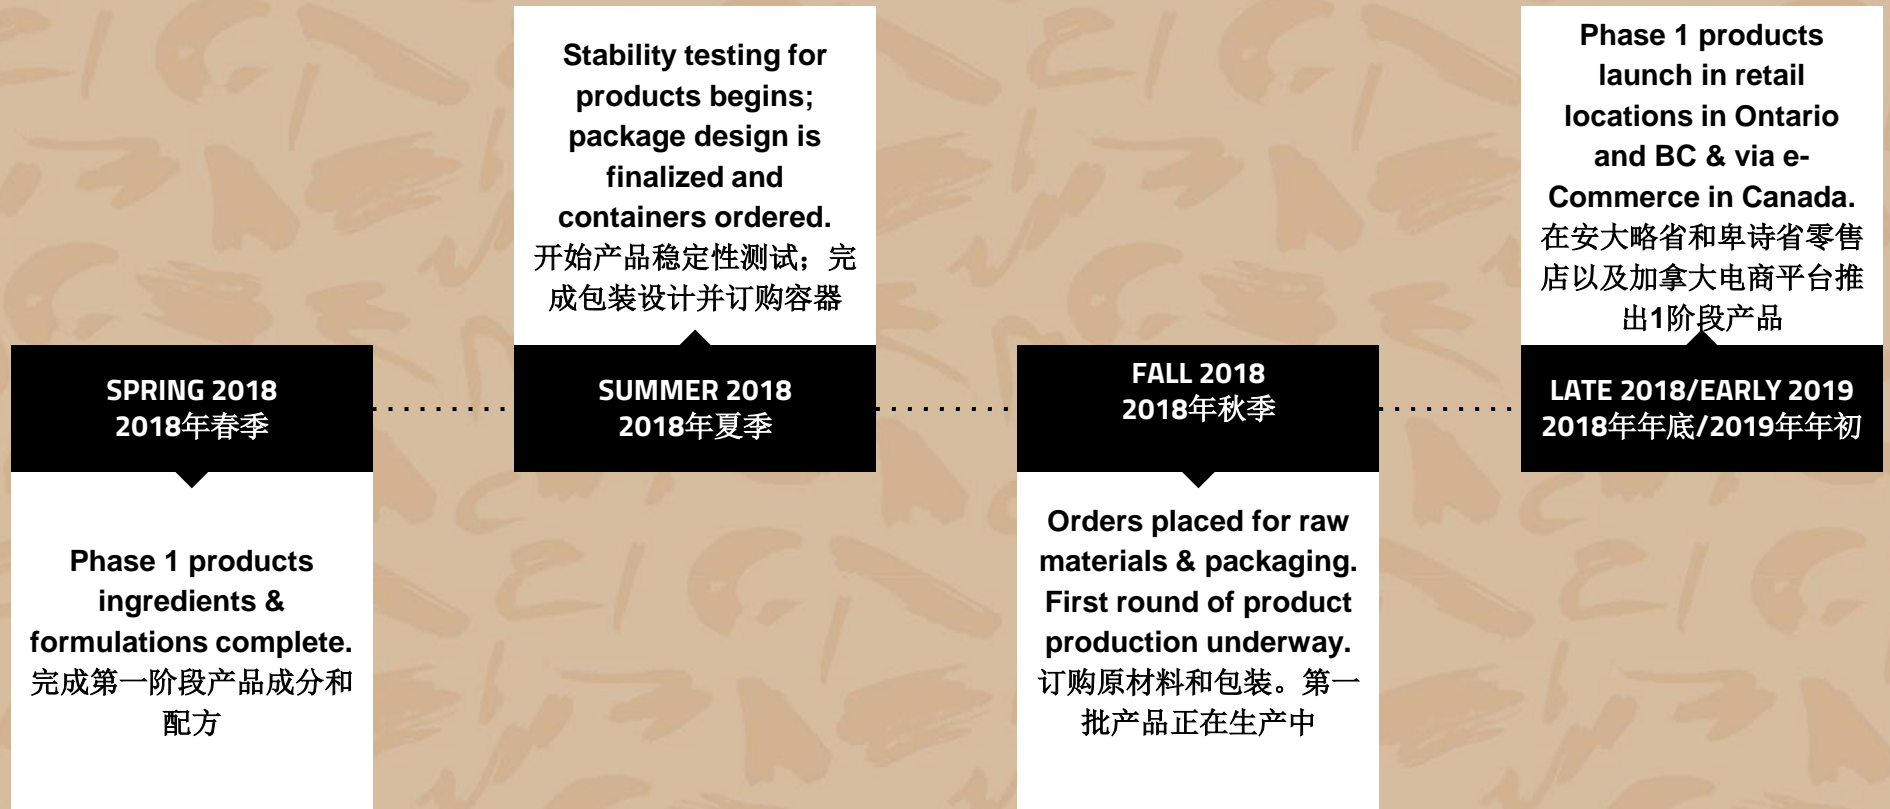 SPRING 2018
2018年春季
Phase 1 products
ingredients &
formulations complete.
完成第一阶段产品成分和
配方
Stability testing for
products begins;
package design is
finalized and
containers ordered.
开始产品稳定性测试；完
成包装设计并订购容器
SUMMER 2018
2018年夏季
FALL 2018
2018年秋季
Orders placed for raw
materials & packaging.
First round of product
production underway.
订购原材料和包装。第一
批产品正在生产中
Phase 1 products
launch in retail
locations in Ontario
and BC & via e-
Commerce in Canada.
在安大略省和卑诗省零售
店以及加拿大电商平台推
出1阶段产品
LATE 2018/EARLY 2019
2018年年底/2019年年初